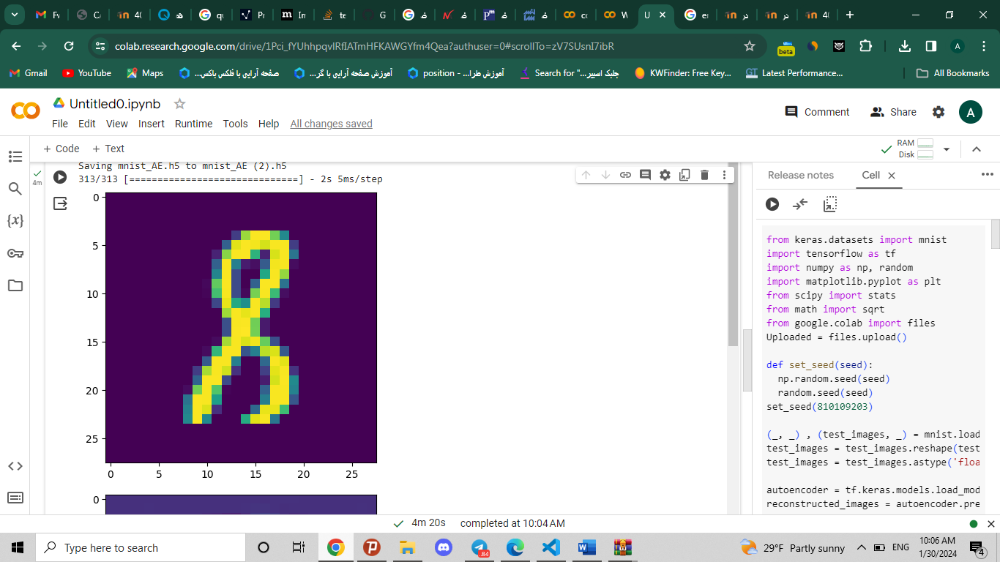 Fv
C
4(
te
G
qu
Pr
In
U
e
در
در
4(
colab.research.google.com/drive/1Pci_fYUhhpqvlRfIATmHFKAWGYfm4Qea?authuser=0#scrollTo=zV7SUsnI7ibR
beta
A
Gmail
YouTube
Maps
صفحه آرایی با فلکس باکس...
آموزش صفحه آرایی با گر...
آموزش طرا... - position
Search for "جلبک اسپیر...
KWFinder: Free Key...
GT Latest Performance...
All Bookmarks
Untitled0.ipynb
Comment
Share
A
File Edit View Insert Runtime Tools Help All changes saved
+ Code + Text
RAM
Disk
4m
Saving mnist_AE.h5 to mnist_AE (2).h5
313/313 [==============================] - 2s 5ms/step
0
5
10
15
20
25
0 5 10 15 20 25
0
{x}
Release notes
Cell
from keras.datasets import mnist
import tensorflow as tf
import numpy as np, random
import matplotlib.pyplot as plt
from scipy import stats
from math import sqrt
from google.colab import files
Uploaded = files.upload()
def set_seed(seed):
np.random.seed(seed)
random.seed(seed)
set_seed(810109203)
(_, _) , (test_images, _) = mnist.load
test_images = test_images.reshape(test
test_images = test_images.astype('floa
autoencoder = tf.keras.models.load_mod
reconstructed_images = autoencoder.pre
4m 20s completed at 10:04 AM
Type here to search
84
29°F Partly sunny
ENG
10:06 AM
1/30/2024
4